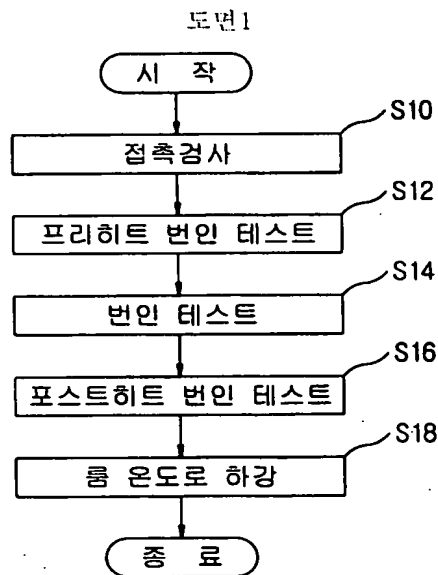 도면1
시 작
S10
접촉검사
S12
프리히트 번인 테스트
S14
번인 테스트
S16
포스트히트 번인 테스트
S18
룸 온도로 하강
종 료